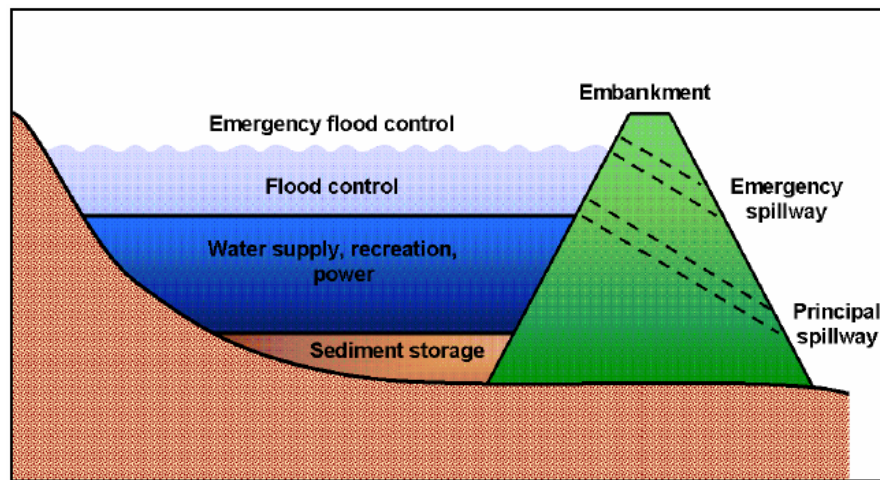 Embankment
Emergency flood control
Flood control
Emergency
spillway
Water supply, recreation,
power
Principal
spillway
Sediment storage